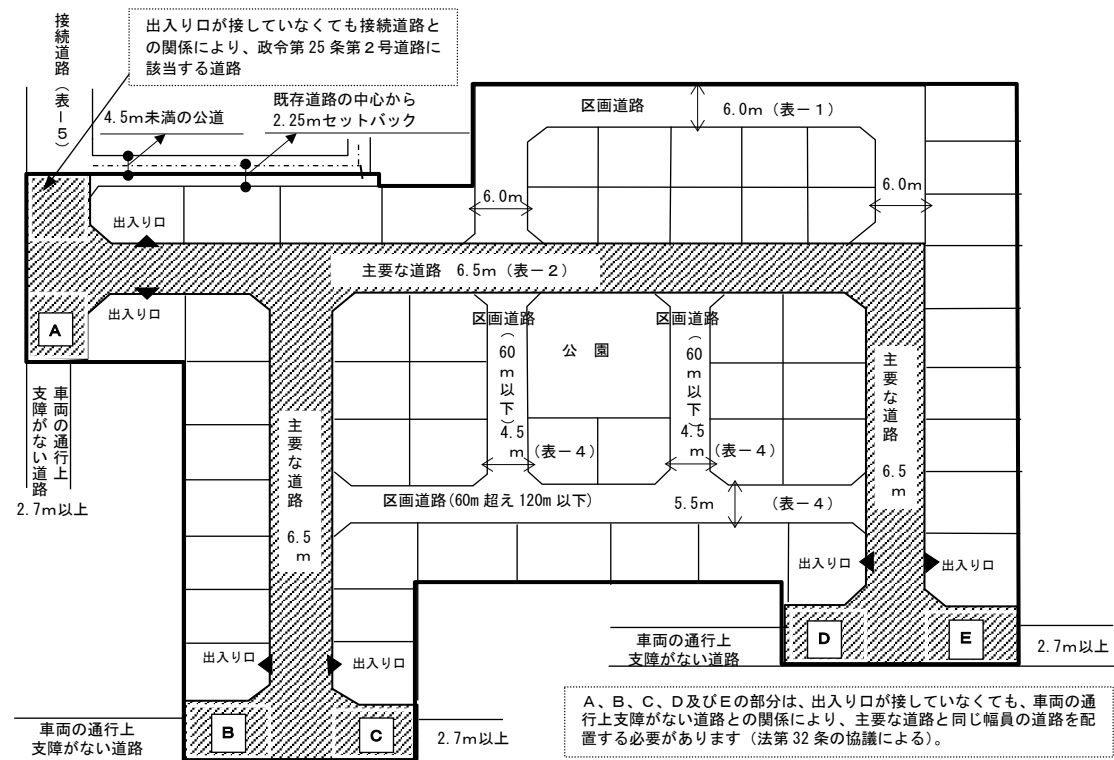 接続道路（表－５）
出入り口が接していなくても接続道路と
の関係により、政令第25条第２号道路に
該当する道路
4.5m未満の公道
既存道路の中心から
2.25mセットバック
区画道路
6.0m（表－1）
6.0m
6.0m
出入り口
主要な道路 6.5m（表－2）
出入り口
A
区画道路（60m以下）
4.5m
（表－4）
公 園
区画道路（60m以下）
4.5m
（表－4）
主要な道路 6.5m
車両の通行上
支障がない道路
2.7m以上
主要な道路 6.5m
区画道路(60m超え120m以下)
5.5m
（表－4）
出入り口
出入り口
出入り口
出入り口
D
E
車両の通行上
支障がない道路
2.7m以上
B
C
車両の通行上
支障がない道路
2.7m以上
A、B、C、D及びEの部分は、出入り口が接していなくても、車両の通
行上支障がない道路との関係により、主要な道路と同じ幅員の道路を配
置する必要があります（法第32条の協議による）。